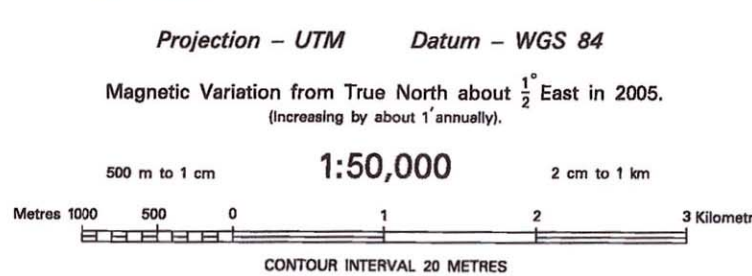 Projection – UTM Datum – WGS 84
Magnetic Variation from True North about ½° East in 2005.
(Increasing by about 1′ annually).
500 m to 1 cm 1:50,000 2 cm to 1 km
Metres 1000 500 0 1 2 3 Kilometr
CONTOUR INTERVAL 20 METRES